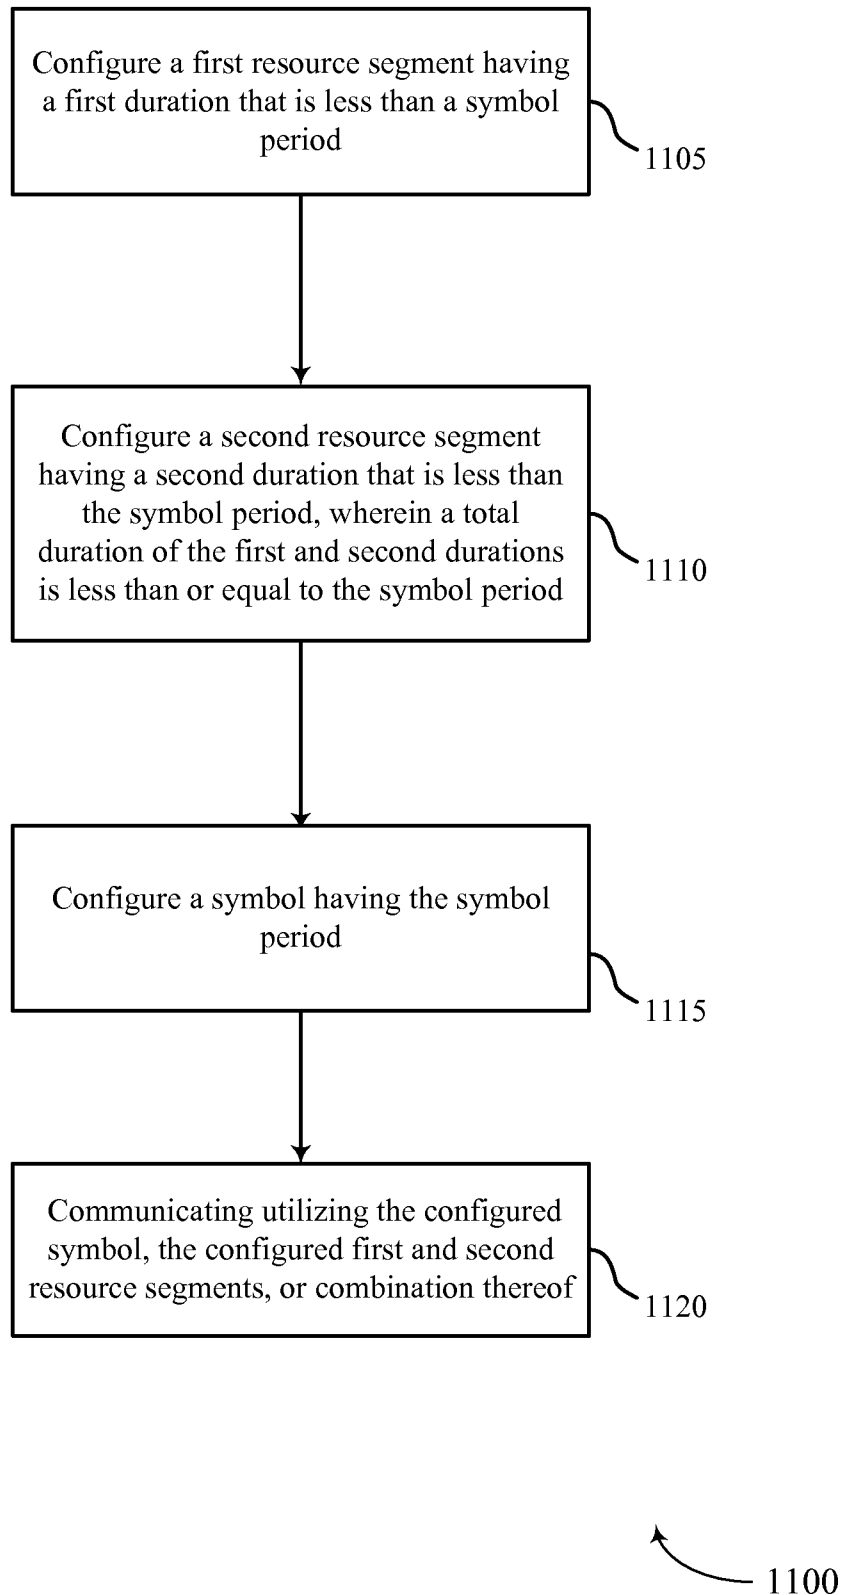 Configure a first resource segment having
a first duration that is less than a symbol
period
1105
Configure a second resource segment
having a second duration that is less than
the symbol period, wherein a total
duration of the first and second durations
is less than or equal to the symbol period
1110
Configure a symbol having the symbol
period
1115
Communicating utilizing the configured
symbol, the configured first and second
resource segments, or combination thereof
1120
1100